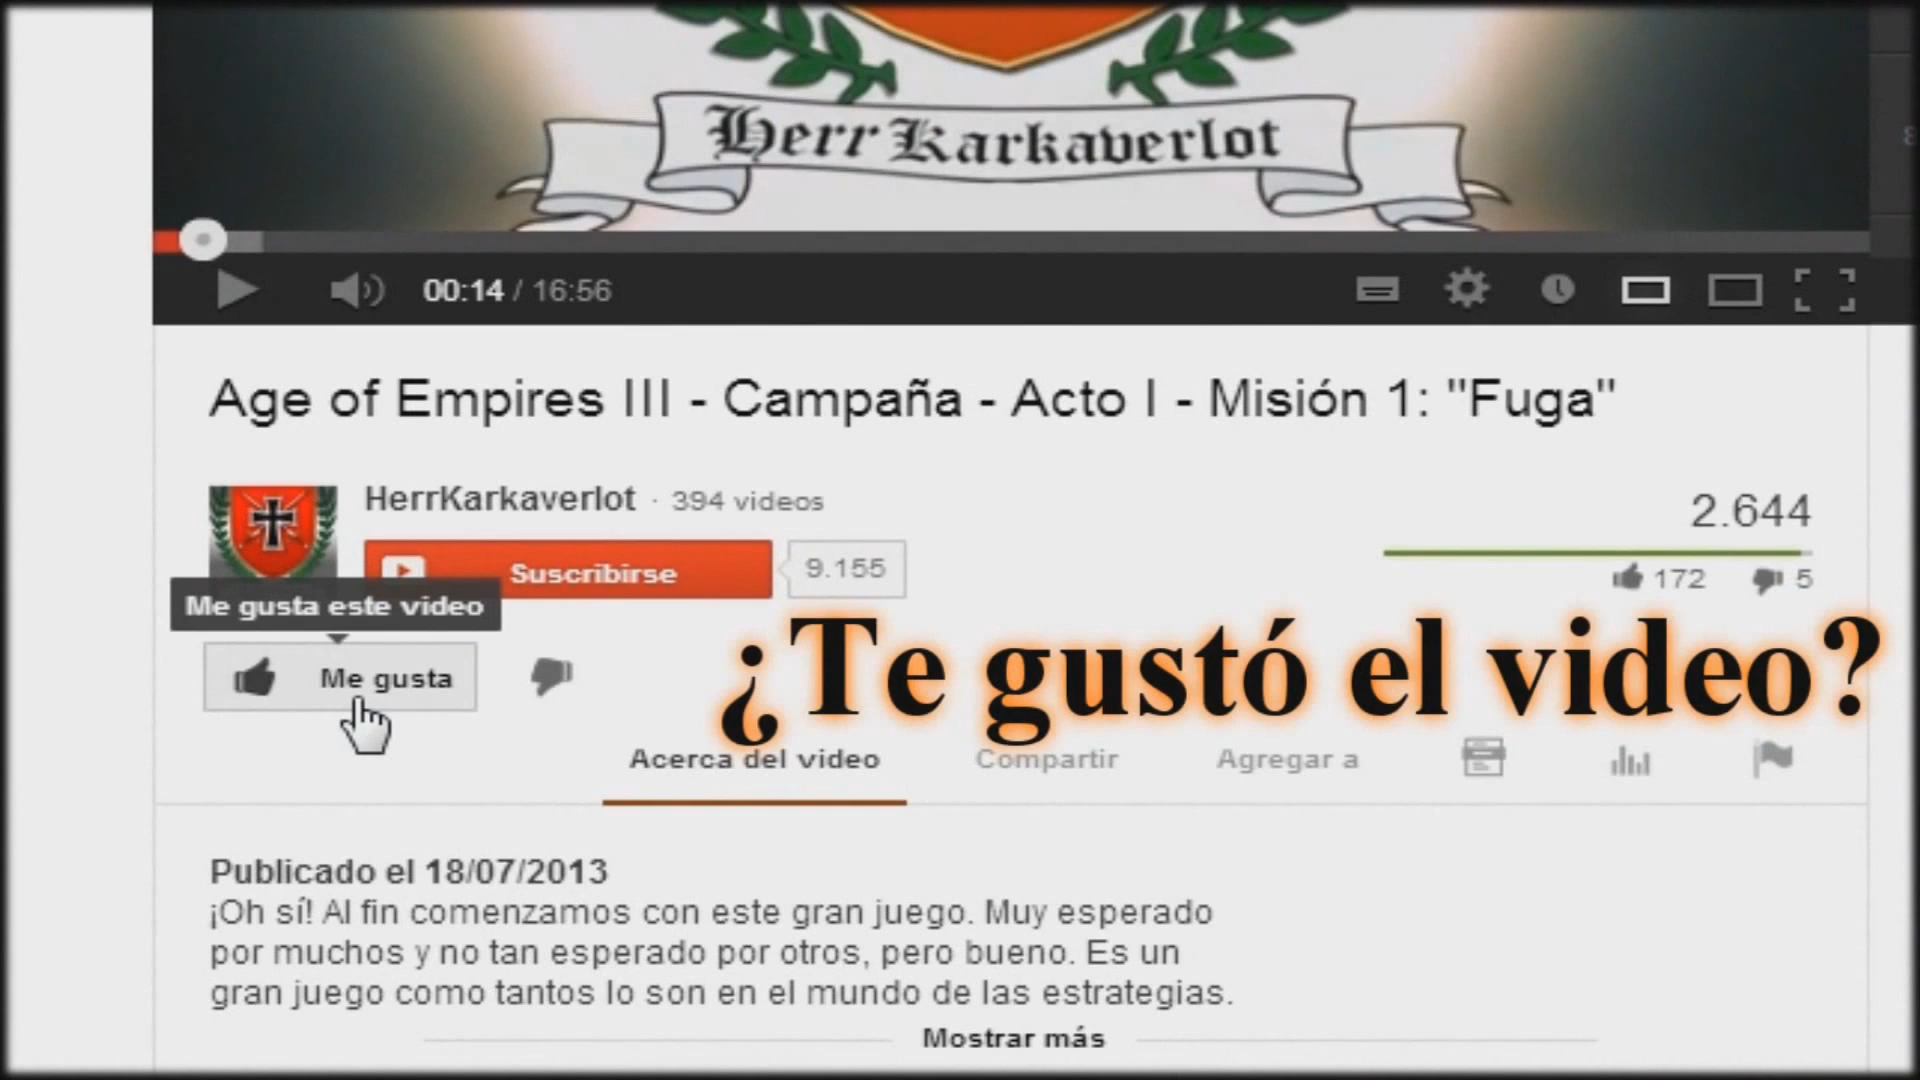 Herr Karkaverlot
00:14 / 16:56
Age of Empires III - Campaña - Acto I - Misión 1: "Fuga"
HerrKarkaverlot · 394 videos
2.644
Suscribirse
9.155
172
5
Me gusta este video
¿Te gustó el video?
Me gusta
Acerca del video
Compartir
Agregar a
Publicado el 18/07/2013
¡Oh sí! Al fin comenzamos con este gran juego. Muy esperado
por muchos y no tan esperado por otros, pero bueno. Es un
gran juego como tantos lo son en el mundo de las estrategias.
Mostrar más